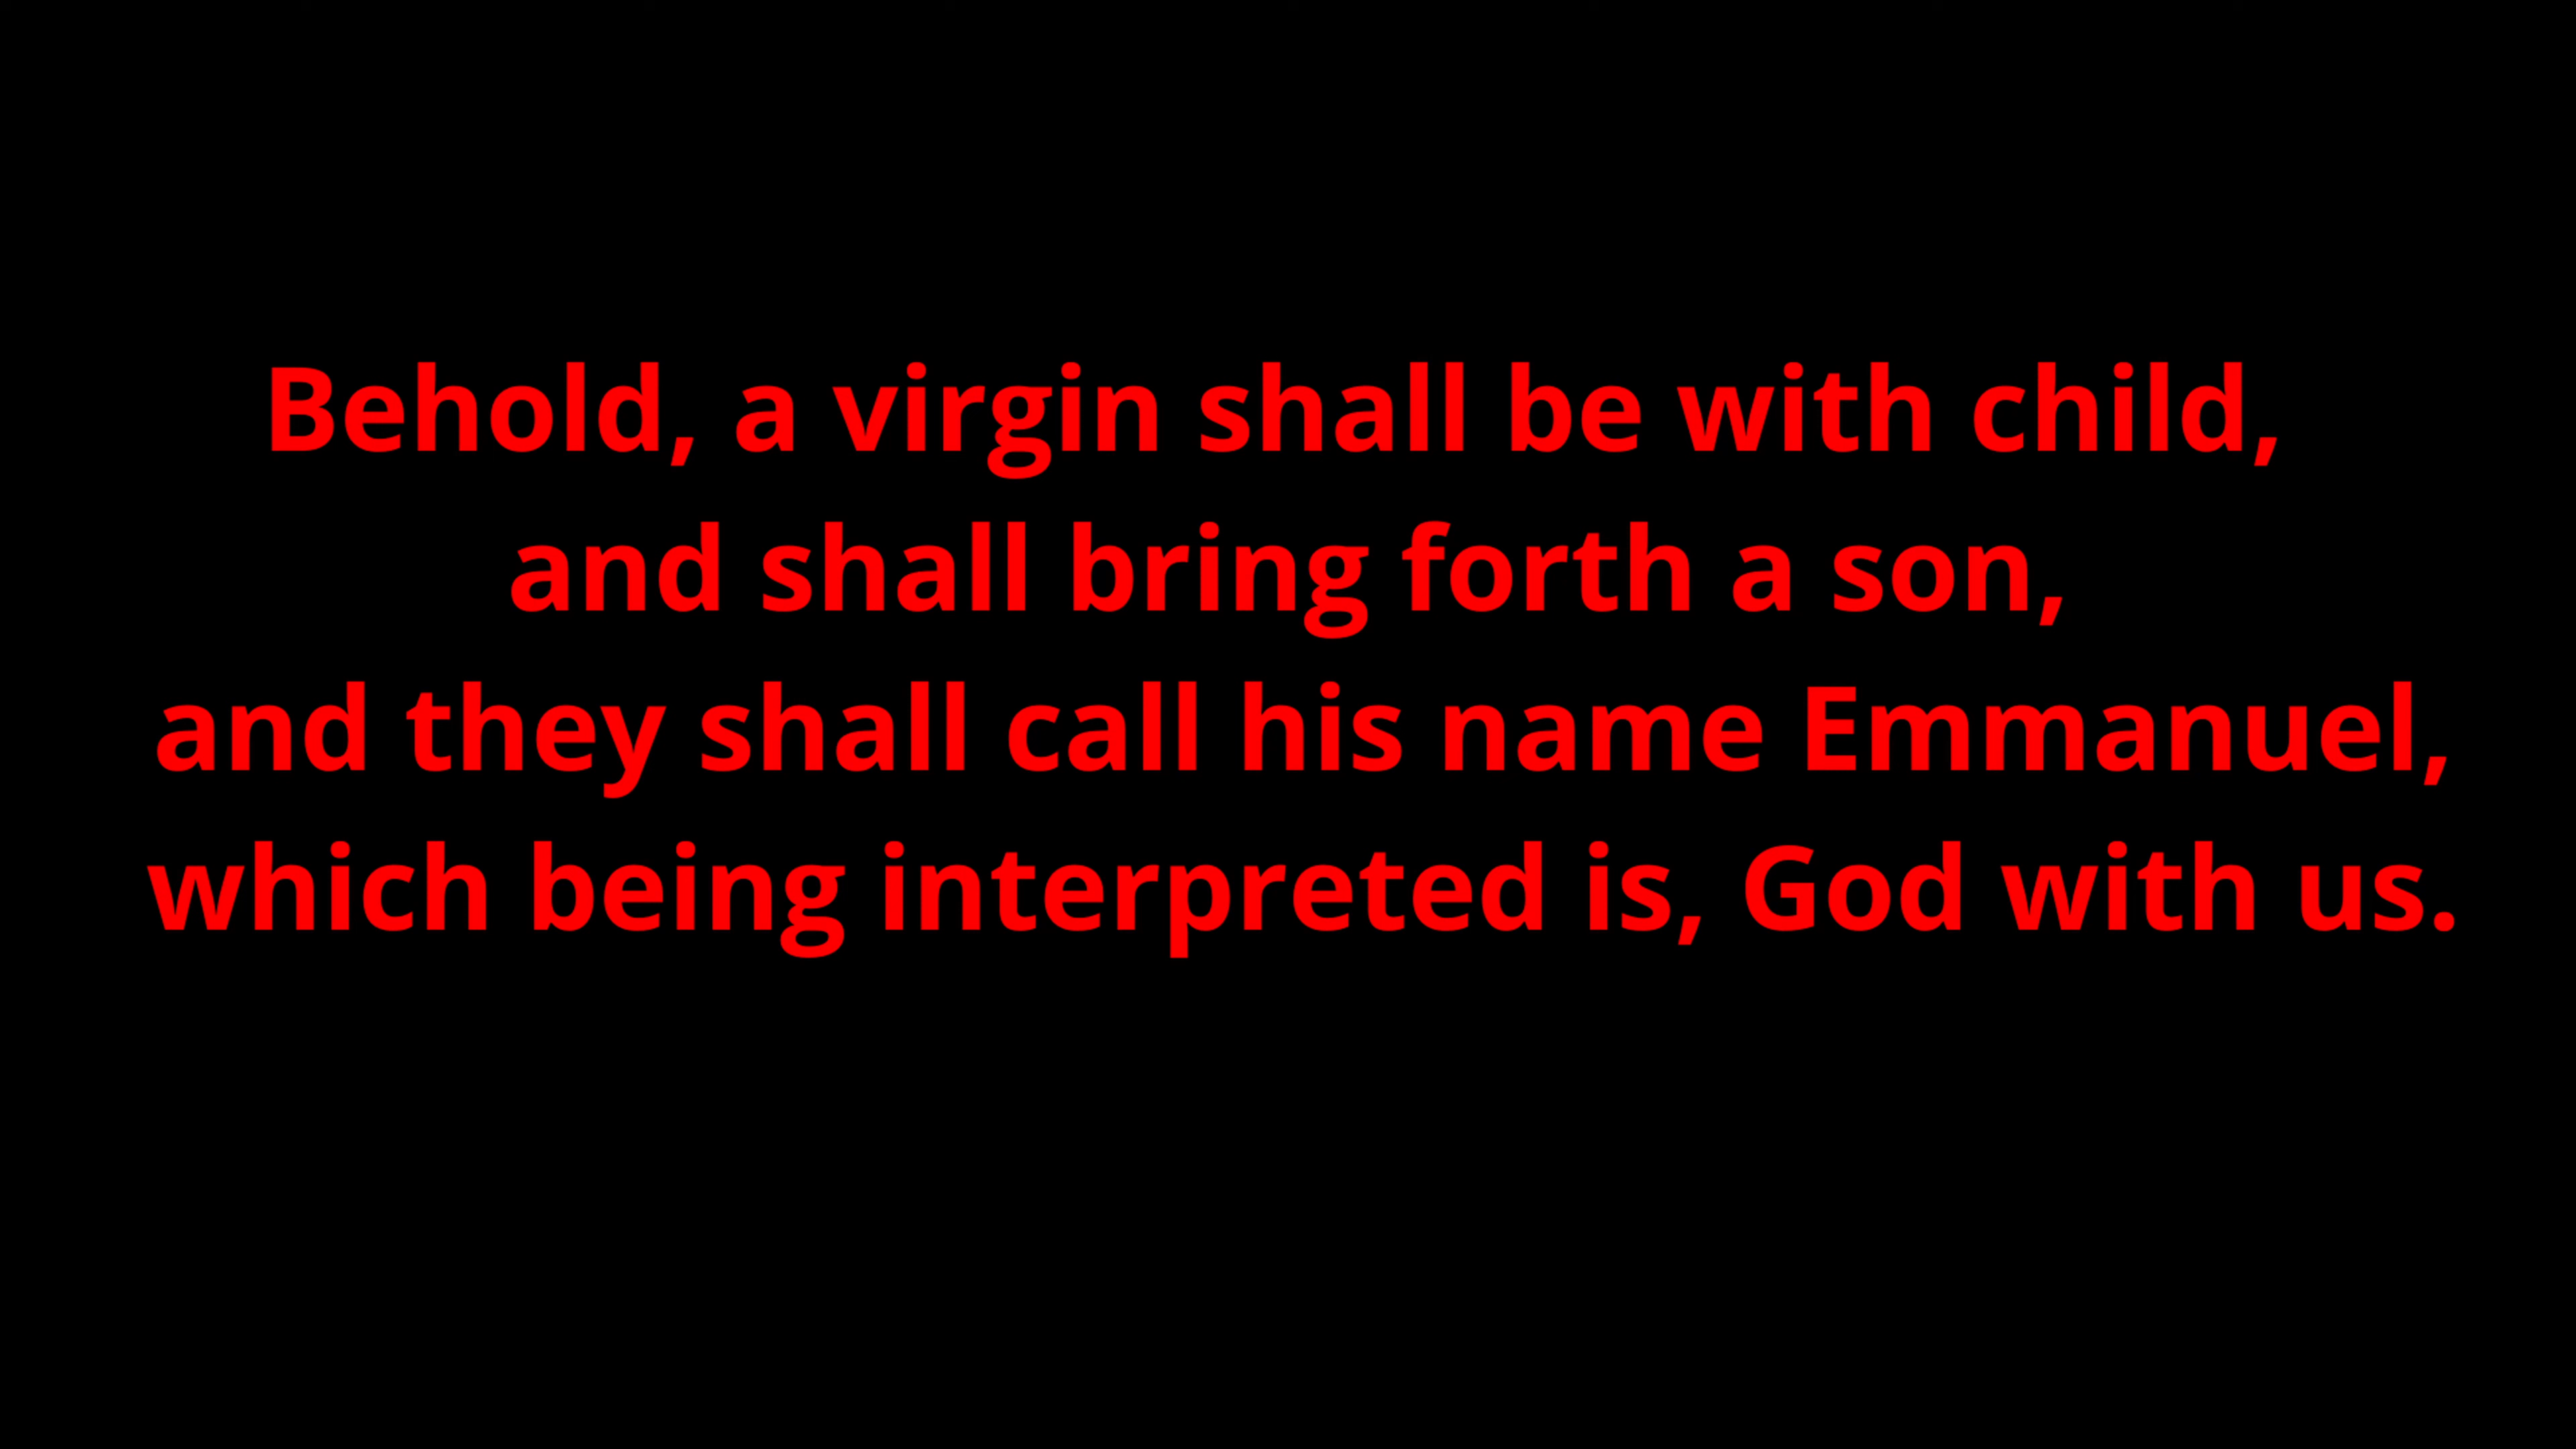 Behold, a virgin shall be with child,
and shall bring forth a son,
and they shall call his name Emmanuel,
which being interpreted is, God with us.